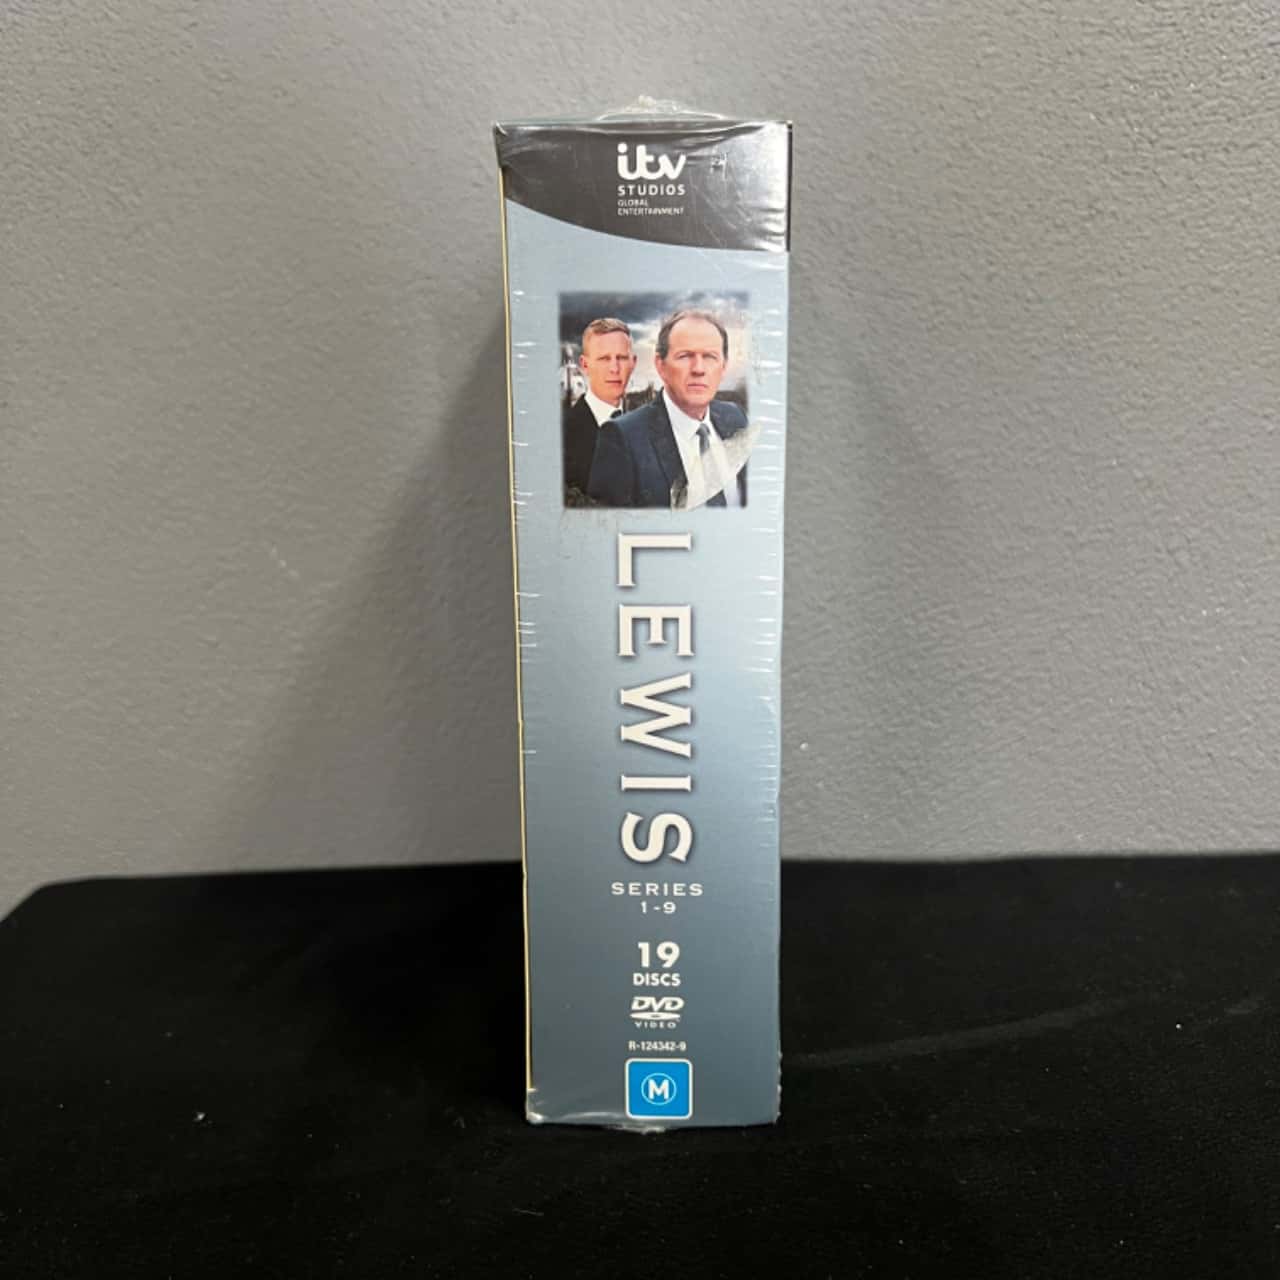 itv
STUDIOS
GLOBAL
ENTERTAINMENT
LEWIS
SERIES
1-9
19
DISCS
DVD
VIDEO
R-124342-9
M